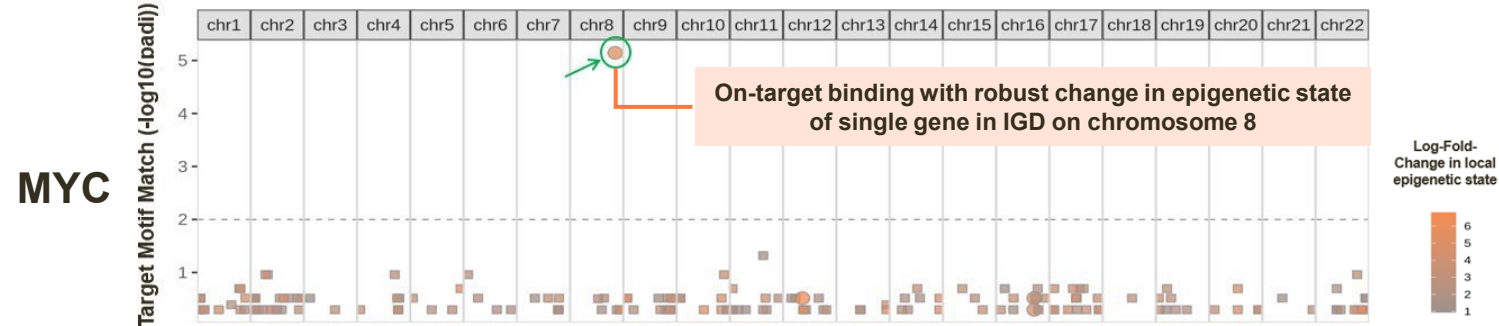 chr1 chr2 chr3 chr4 chr5 chr6 chr7 chr8 chr9 chr10 chr11 chr12 chr13 chr14 chr15 chr16 chr17 chr18 chr19 chr20 chr21 chr22
MYC
Target Motif Match (-log10(padj))
5
4
3
2
1
On-target binding with robust change in epigenetic state
of single gene in IGD on chromosome 8
Log-Fold-
Change in local
epigenetic state
6
5
4
3
2
1